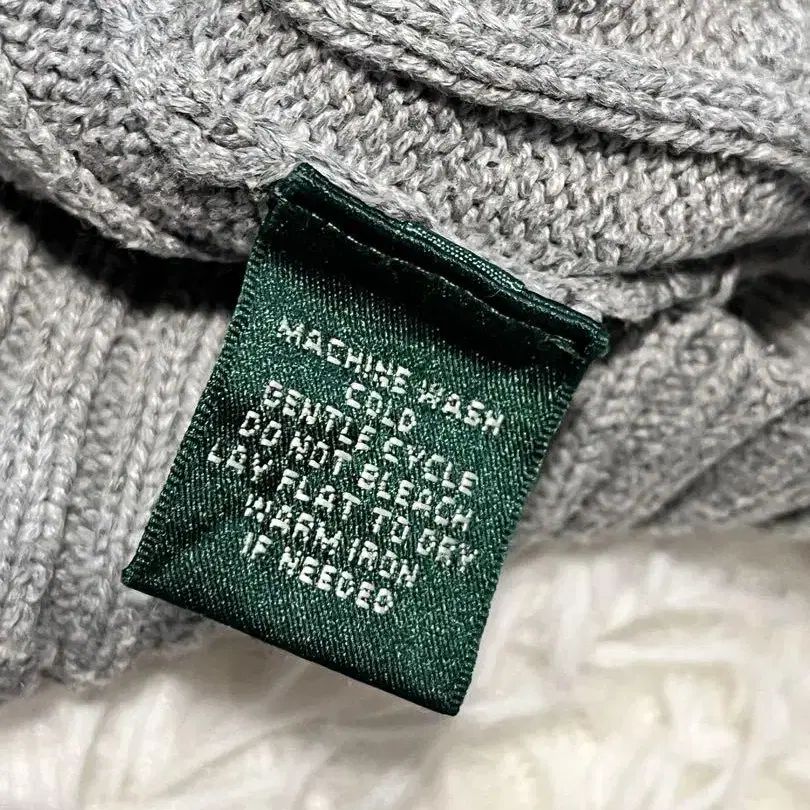 MACHINE WASH
COLD
GENTLE CYCLE
DO NOT BLEACH
LAY FLAT TO DRY
WARM IRON
IF NEEDED